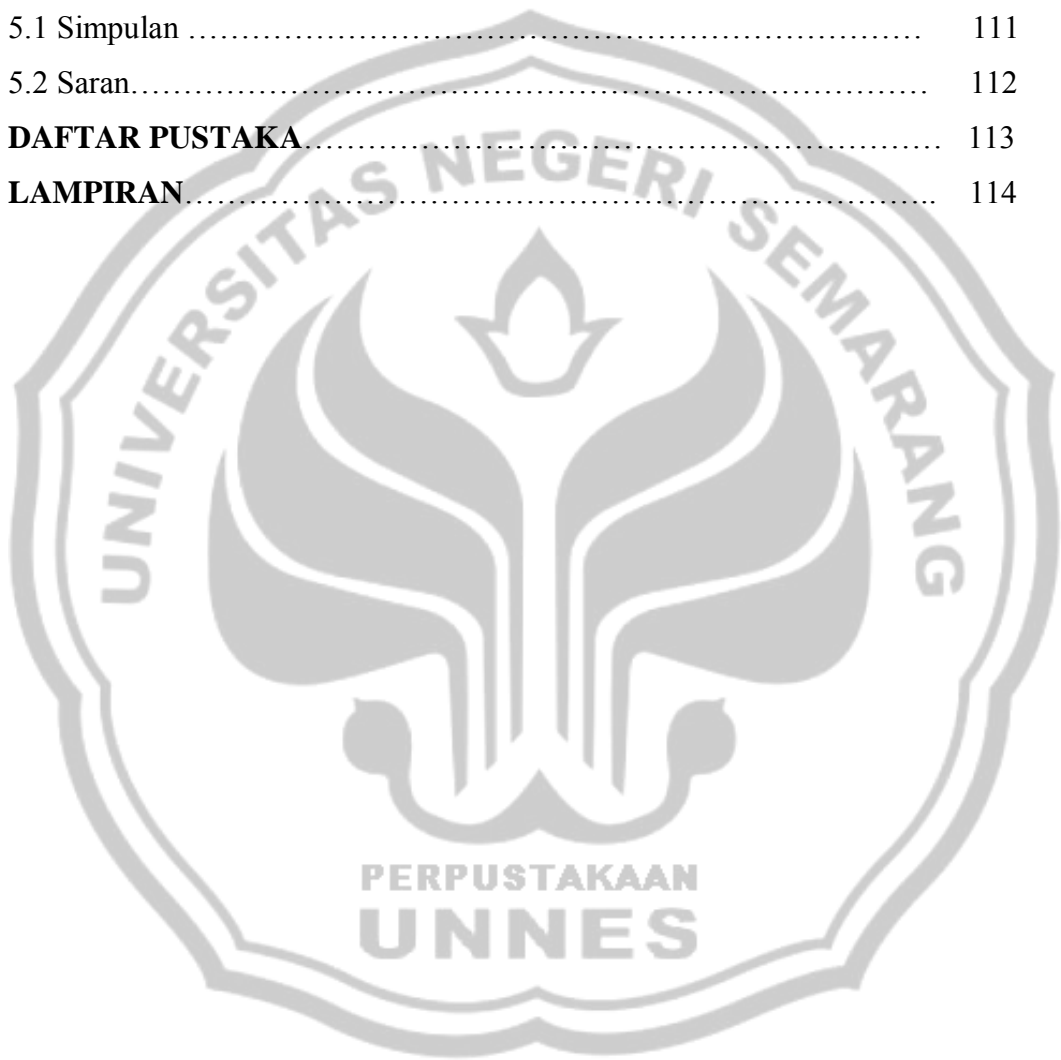 5.1 Simpulan …………………………………………………………… 111
5.2 Saran………………………………………………………………… 112
DAFTAR PUSTAKA…………………………………………………… 113
LAMPIRAN…………………………………………………………….. 114
UNIVERSITAS NEGERI SEMARANG
PERPUSTAKAAN
UNNES